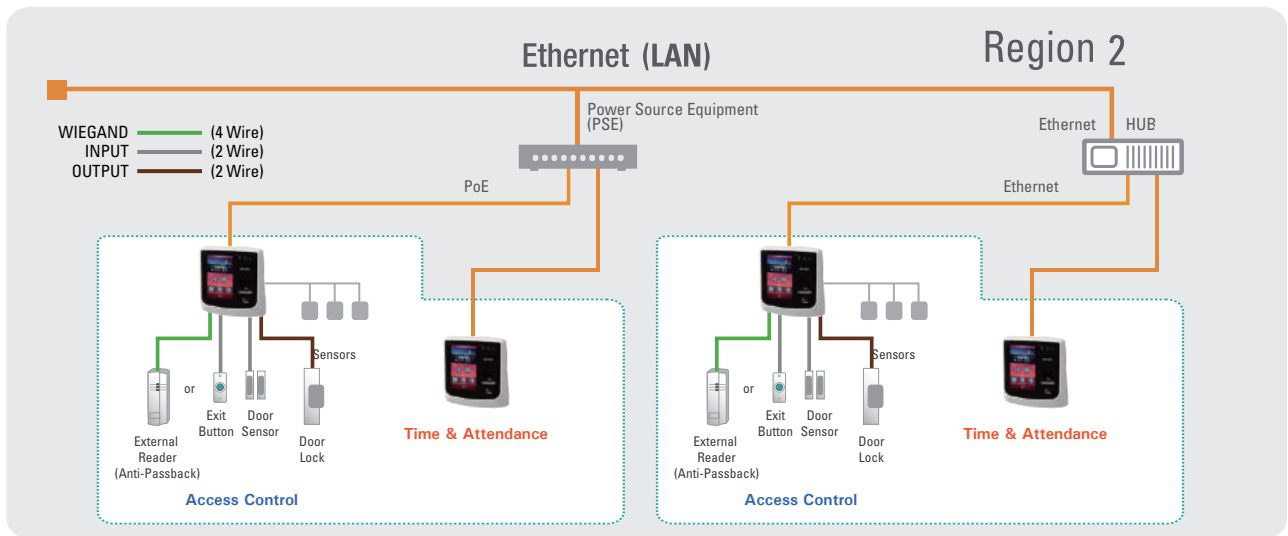 Ethernet (LAN)
Region 2
Power Source Equipment
(PSE)
Ethernet HUB
WIEGAND (4 Wire)
INPUT (2 Wire)
OUTPUT (2 Wire)
PoE
Ethernet
Sensors
or
Exit
Button
Door
Sensor
External
Reader
(Anti-Passback)
Door
Lock
Time & Attendance
Access Control
Sensors
or
Exit
Button
Door
Sensor
External
Reader
(Anti-Passback)
Door
Lock
Time & Attendance
Access Control